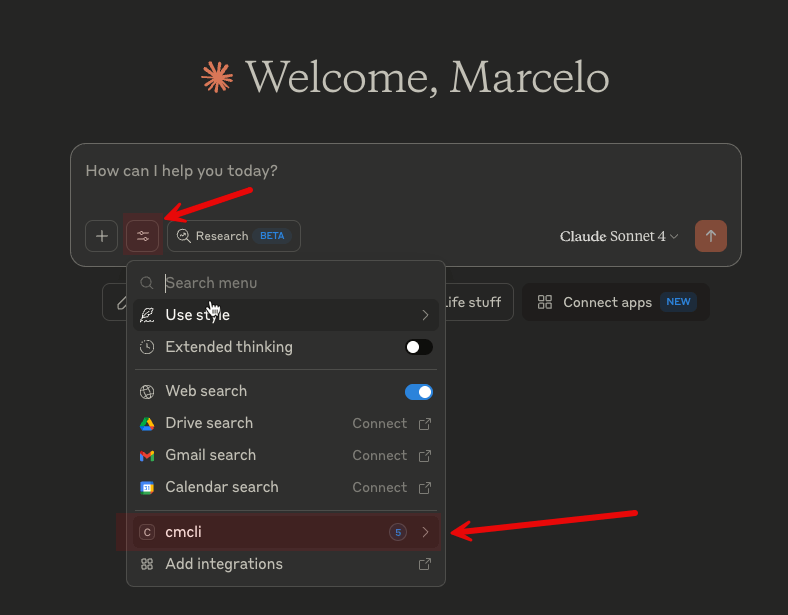 Welcome, Marcelo
How can I help you today?
Research BETA
Claude Sonnet 4
Search menu
Use style
life stuff
Connect apps NEW
Extended thinking
Web search
Drive search Connect
Gmail search Connect
31
Calendar search Connect
C cmcli 5
Add integrations